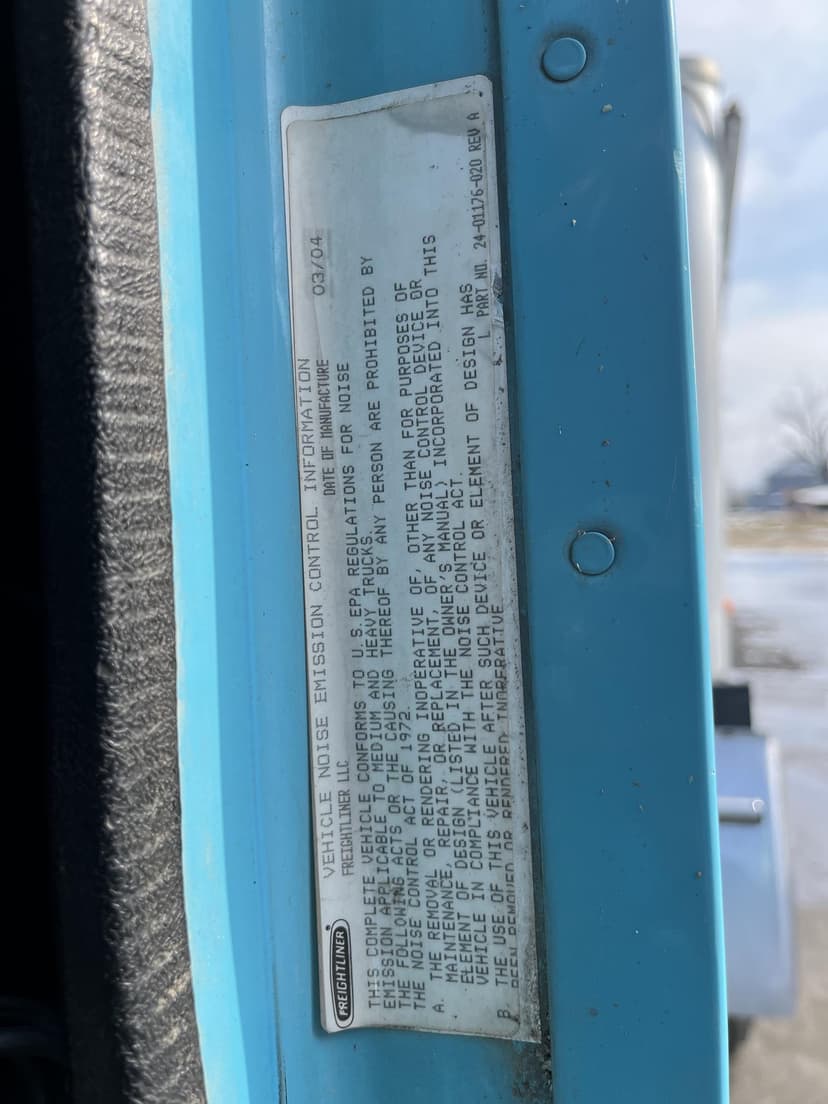 FREIGHTLINER
VEHICLE NOISE EMISSION CONTROL INFORMATION
FREIGHTLINER LLC DATE OF MANUFACTURE 03/04
THIS COMPLETE VEHICLE CONFORMS TO U.S. EPA REGULATIONS FOR NOISE
EMISSION APPLICABLE TO MEDIUM AND HEAVY TRUCKS.
THE FOLLOWING ACTS OR THE CAUSING THEREOF BY ANY PERSON ARE PROHIBITED BY
THE NOISE CONTROL ACT OF 1972.
A. THE REMOVAL OR RENDERING INOPERATIVE OF, OTHER THAN FOR PURPOSES OF
MAINTENANCE, REPAIR, OR REPLACEMENT, OF ANY NOISE CONTROL DEVICE OR
ELEMENT OF DESIGN (LISTED IN THE OWNER'S MANUAL) INCORPORATED INTO THIS
VEHICLE IN COMPLIANCE WITH THE NOISE CONTROL ACT.
B. THE USE OF THIS VEHICLE AFTER SUCH DEVICE OR ELEMENT OF DESIGN HAS
BEEN REMOVED OR RENDERED INOPERATIVE
PART NO. 24-01176-020 REV A